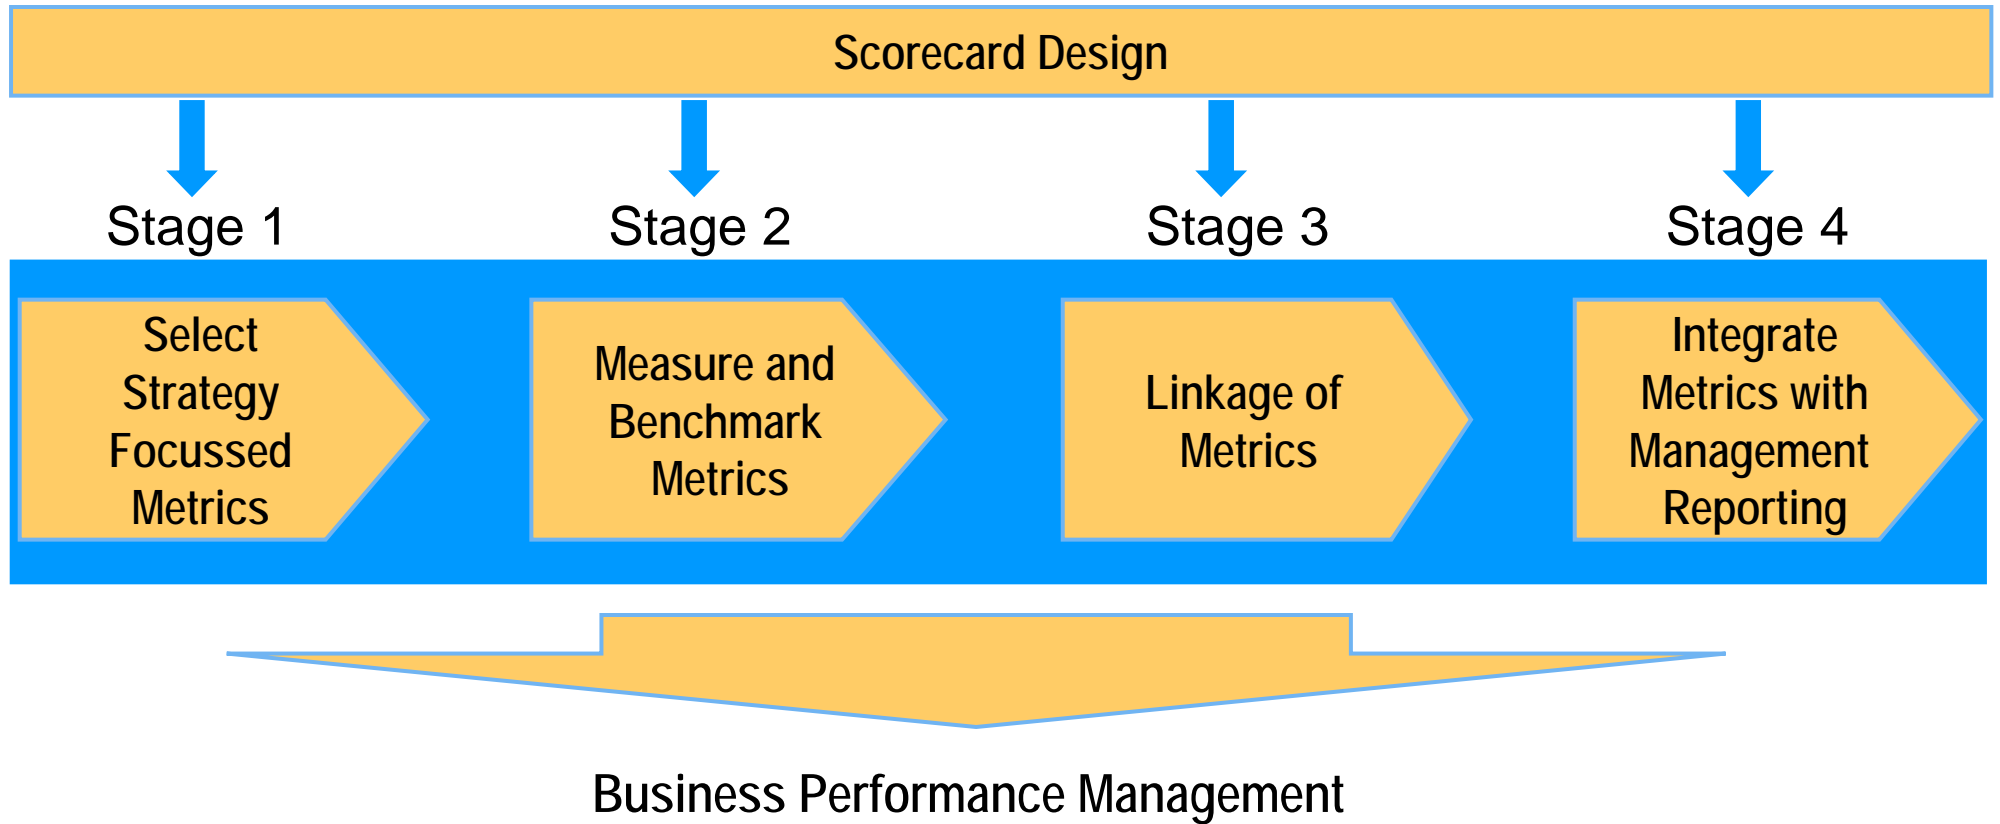 Scorecard Design
Stage 1
Stage 2
Stage 3
Stage 4
Select
Strategy
Focussed
Metrics
Measure and
Benchmark
Metrics
Linkage of
Metrics
Integrate
Metrics with
Management
Reporting
Business Performance Management